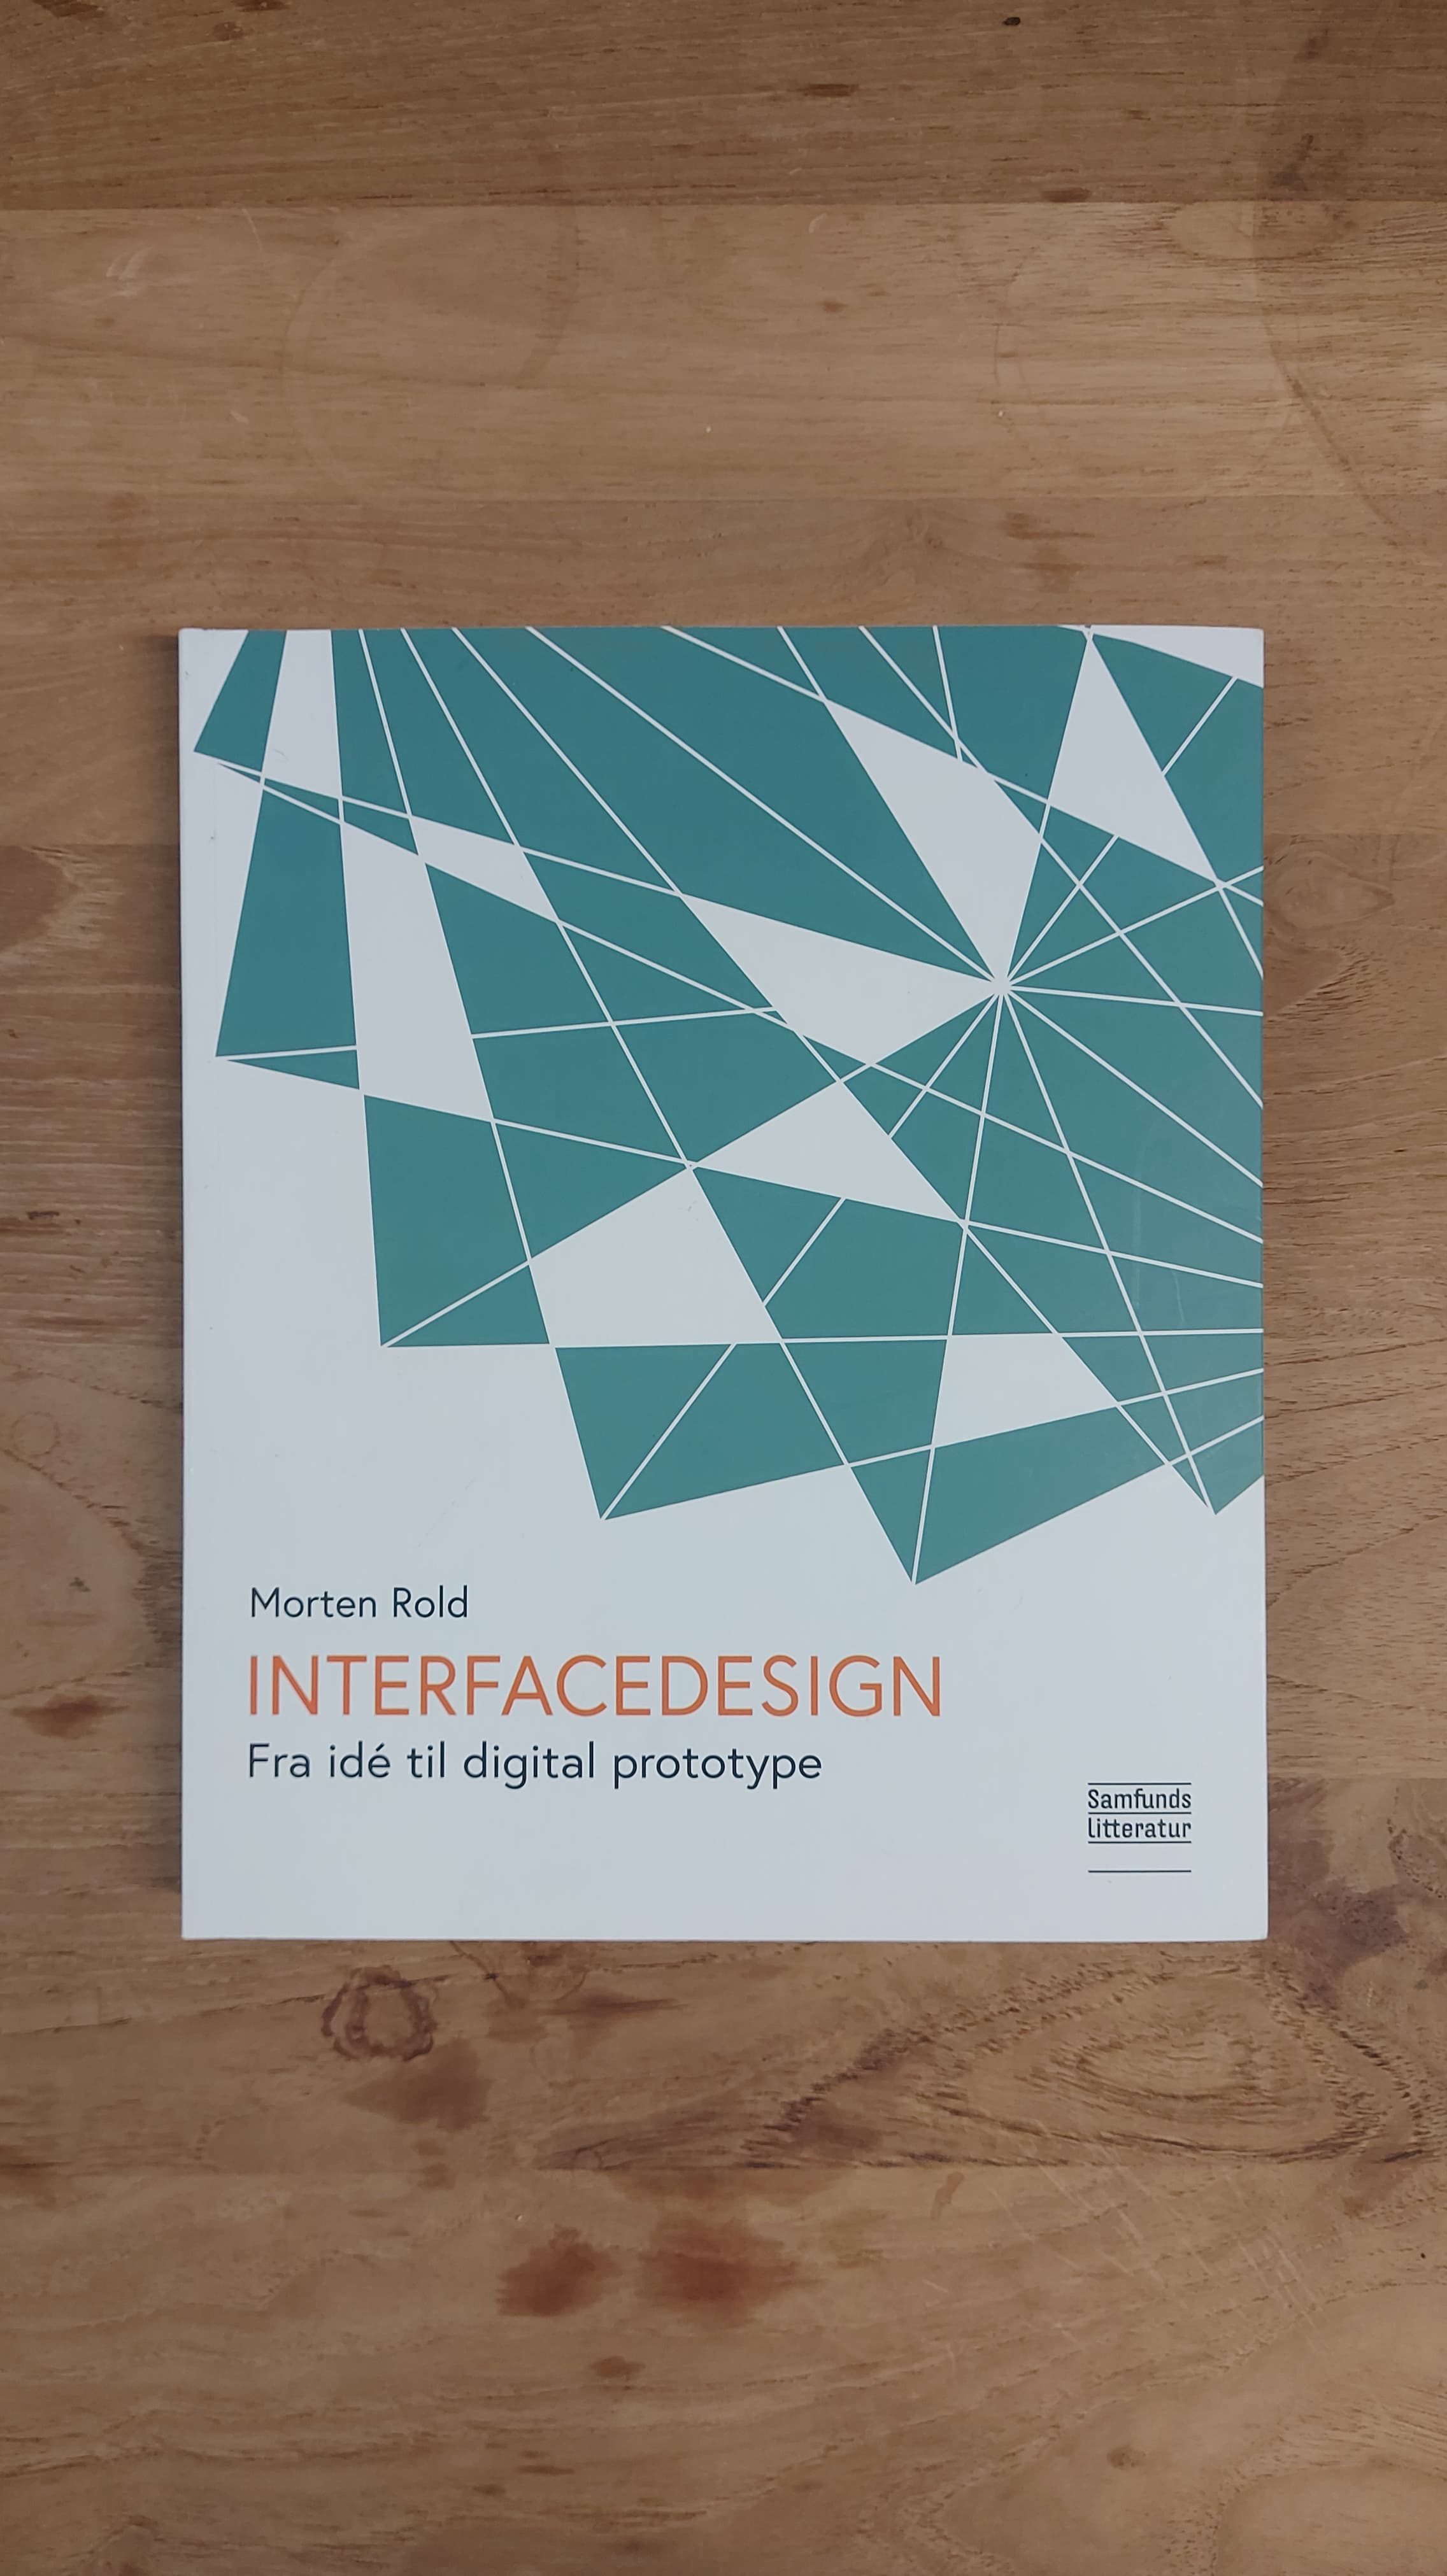 Morten Rold
INTERFACEDESIGN
Fra idé til digital prototype
Samfunds
litteratur